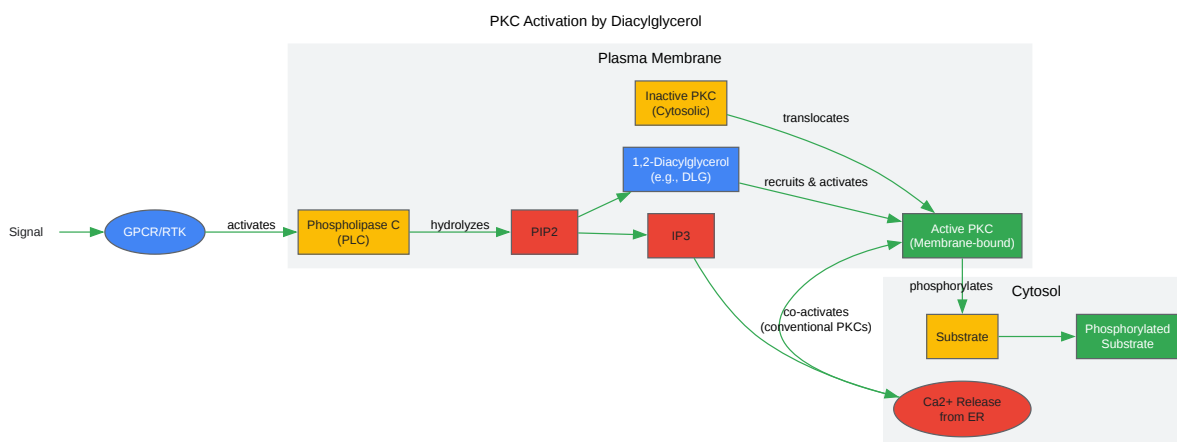 PKC Activation by Diacylglycerol
Plasma Membrane
Inactive PKC
(Cytosolic)
translocates
1,2-Diacylglycerol
(e.g., DLG)
recruits & activates
Signal
GPCR/RTK
activates
Phospholipase C
(PLC)
hydrolyzes
PIP2
IP3
Active PKC
(Membrane-bound)
phosphorylates
Cytosol
co-activates
(conventional PKCs)
Substrate
Phosphorylated
Substrate
Ca2+ Release
from ER